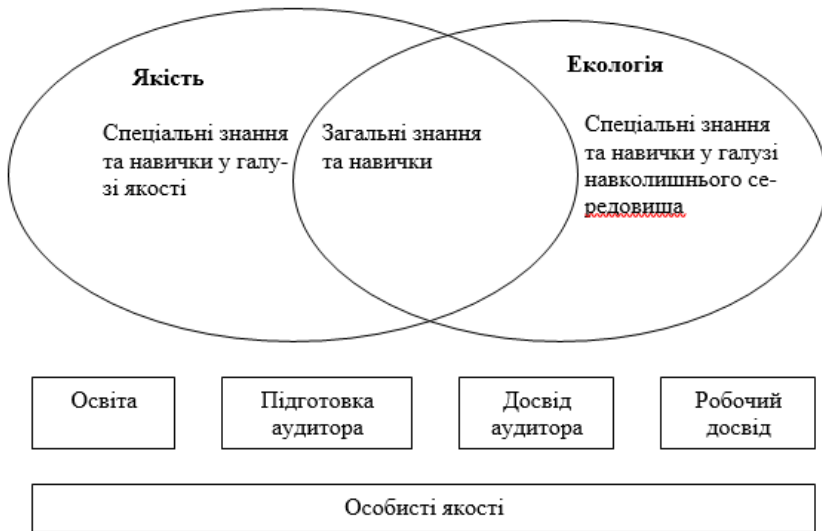 Якість
Спеціальні знання
та навички у галу-
зі якості
Загальні знання
та навички
Екологія
Спеціальні знання
та навички у галузі
навколишнього се-
редовища
Освіта
Підготовка
аудитора
Досвід
аудитора
Робочий
досвід
Особисті якості